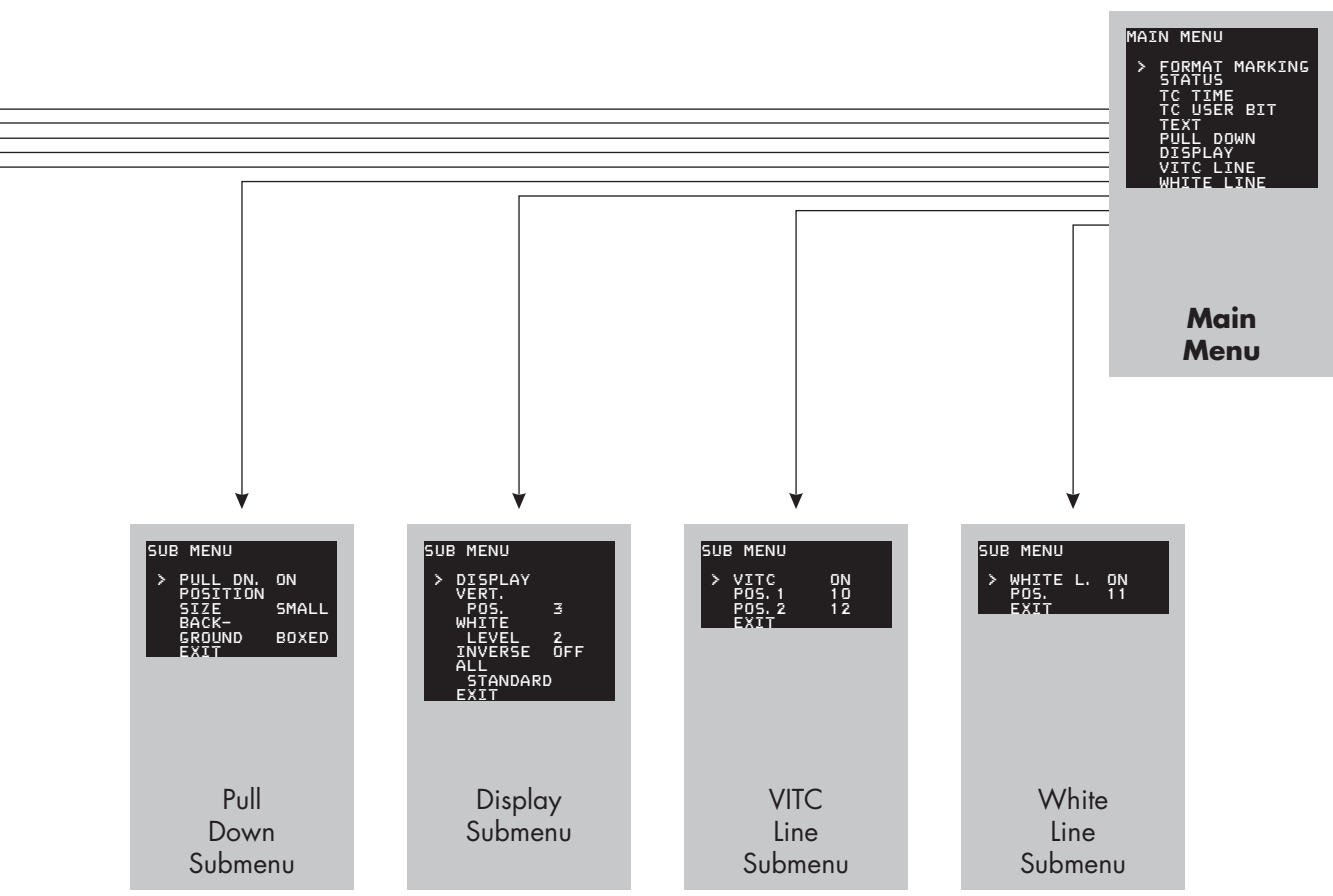 MAIN MENU
> FORMAT MARKING
STATUS
TC TIME
TC USER BIT
TEXT
PULL DOWN
DISPLAY
VITC LINE
WHITE LINE
Main
Menu
SUB MENU
> PULL DN. ON
POSITION
SIZE SMALL
BACK-
GROUND BOXED
EXIT
Pull
Down
Submenu
SUB MENU
> DISPLAY
VERT.
POS. 3
WHITE
LEVEL 2
INVERSE OFF
ALL
STANDARD
EXIT
Display
Submenu
SUB MENU
> VITC ON
POS.1 10
POS.2 12
EXIT
VITC
Line
Submenu
SUB MENU
> WHITE L. ON
POS. 11
EXIT
White
Line
Submenu